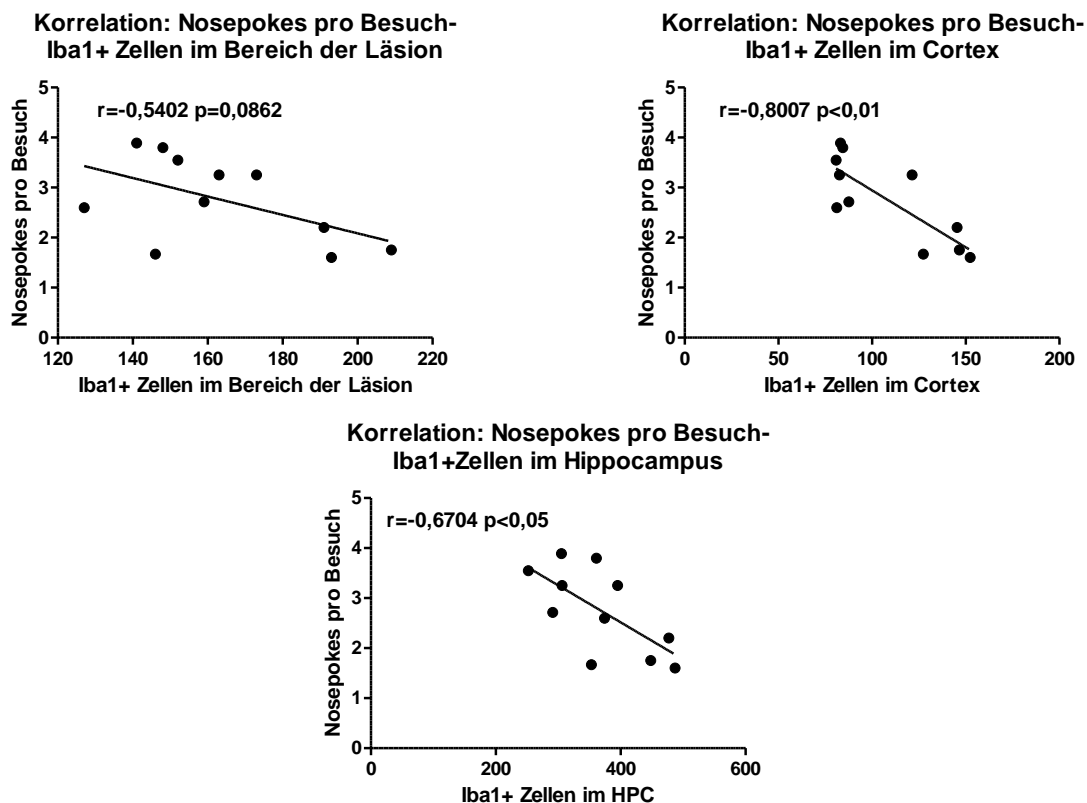 Korrelation: Nosepokes pro Besuch-
Iba1+ Zellen im Bereich der Läsion
5
4
3
2
1
0
Nosepokes pro Besuch
r=-0,5402 p=0,0862
120 140 160 180 200 220
Iba1+ Zellen im Bereich der Läsion
Korrelation: Nosepokes pro Besuch-
Iba1+ Zellen im Cortex
5
4
3
2
1
0
Nosepokes pro Besuch
r=-0,8007 p<0,01
0 50 100 150 200
Iba1+ Zellen im Cortex
Korrelation: Nosepokes pro Besuch-
Iba1+Zellen im Hippocampus
5
4
3
2
1
0
Nosepokes pro Besuch
r=-0,6704 p<0,05
0 200 400 600
Iba1+ Zellen im HPC